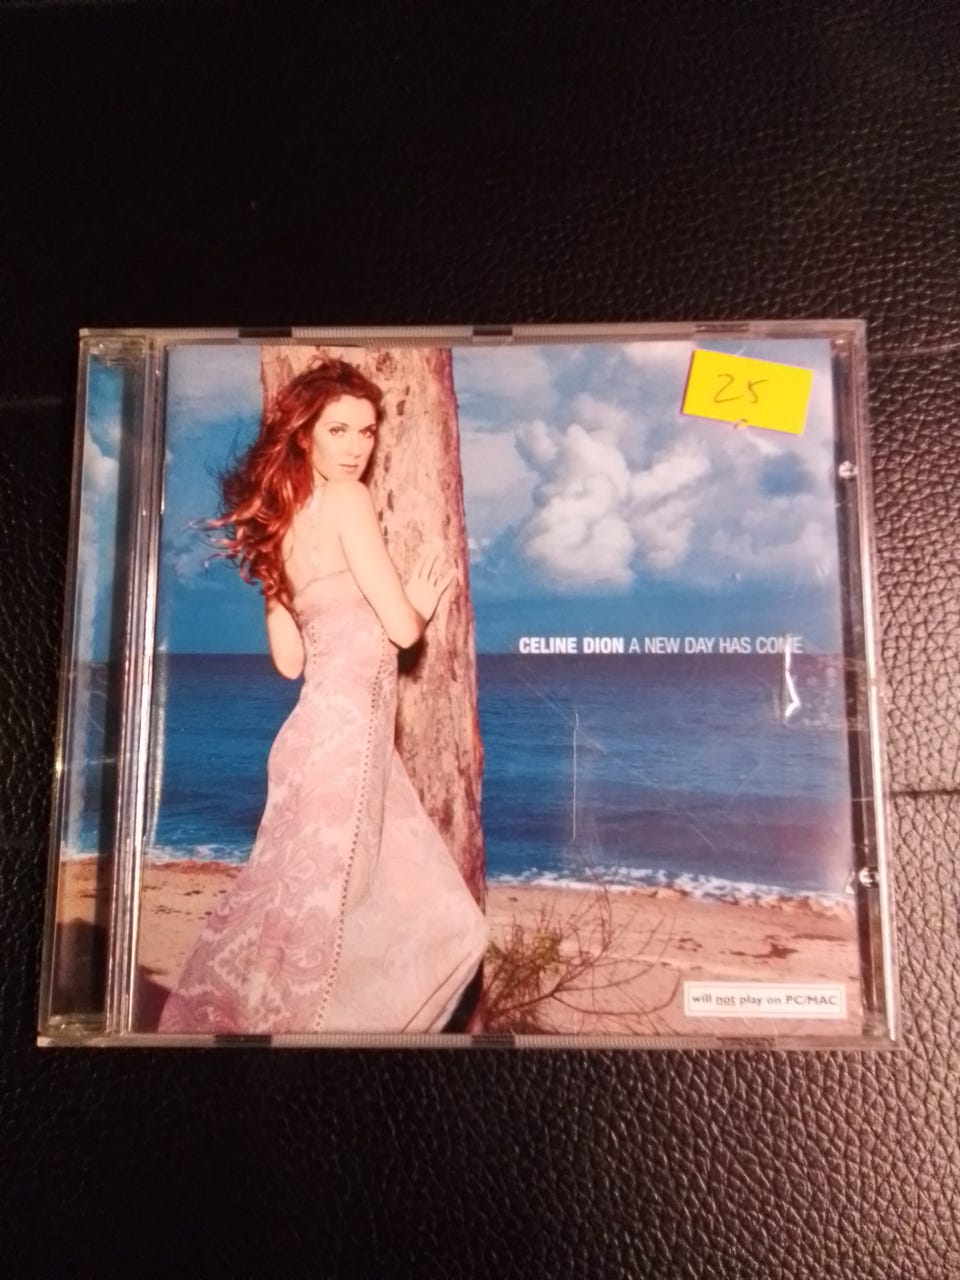 25
CELINE DION A NEW DAY HAS COME
will not play on PC/MAC